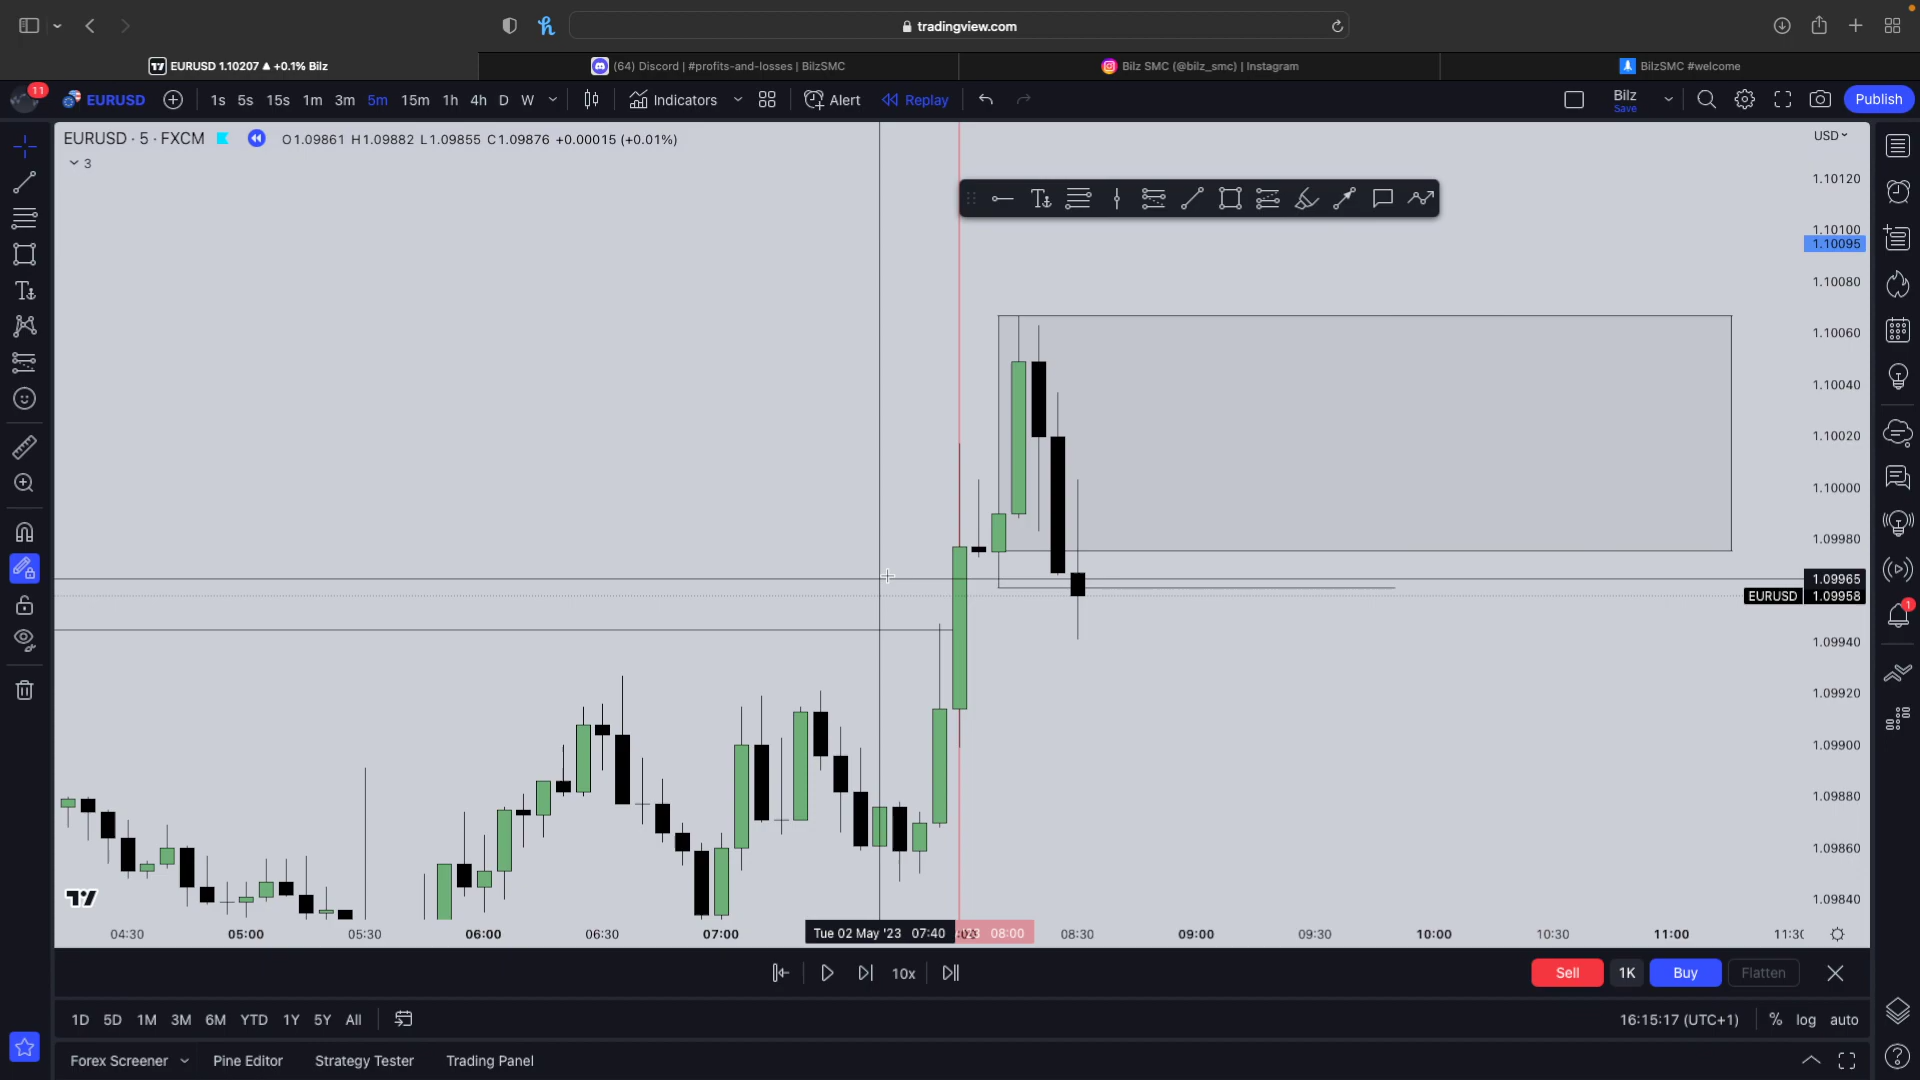 tradingview.com
EURUSD 1.10207 ▲ +0.1% Bilz
(64) Discord | #profits-and-losses | BilzSMC
Bilz SMC (@bilz_smc) | Instagram
BilzSMC #welcome
11
EURUSD
1s 5s 15s 1m 3m 5m 15m 1h 4h D W
Indicators
Alert
Replay
Bilz
Save
Publish
EURUSD · 5 · FXCM
O1.09861 H1.09882 L1.09855 C1.09876 +0.00015 (+0.01%)
3
USD
1.10120
1.10100
1.10095
1.10080
1.10060
1.10040
1.10020
1.10000
1.09980
1.09965
EURUSD 1.09958
1.09940
1.09920
1.09900
1.09880
1.09860
1.09840
1
04:30 05:00 05:30 06:00 06:30 07:00 Tue 02 May '23 07:40 08:00 08:30 09:00 09:30 10:00 10:30 11:00
10x
Sell 1K Buy Flatten
1D 5D 1M 3M 6M YTD 1Y 5Y All
16:15:17 (UTC+1) % log auto
Forex Screener Pine Editor Strategy Tester Trading Panel